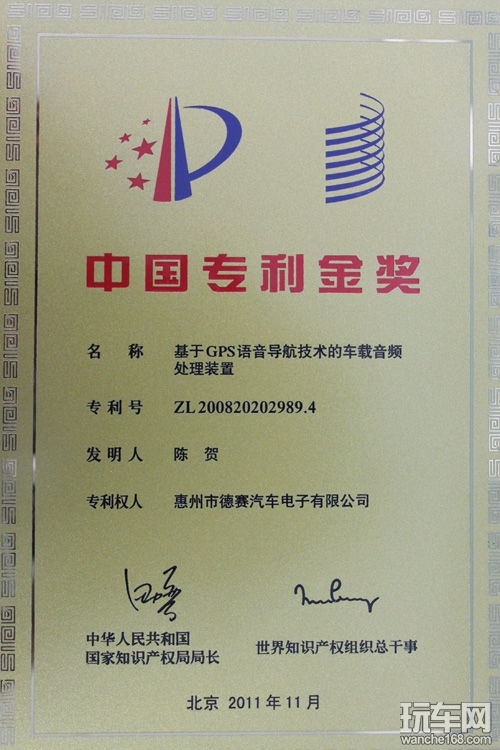 中国专利金奖
名 称 基于GPS语音导航技术的车载音频
处理装置
专利号 ZL200820202989.4
发明人 陈 贺
专利权人 惠州市德赛汽车电子有限公司
中华人民共和国
国家知识产权局局长
世界知识产权组织总干事
北京 2011年11月
玩车网
wanche168.com